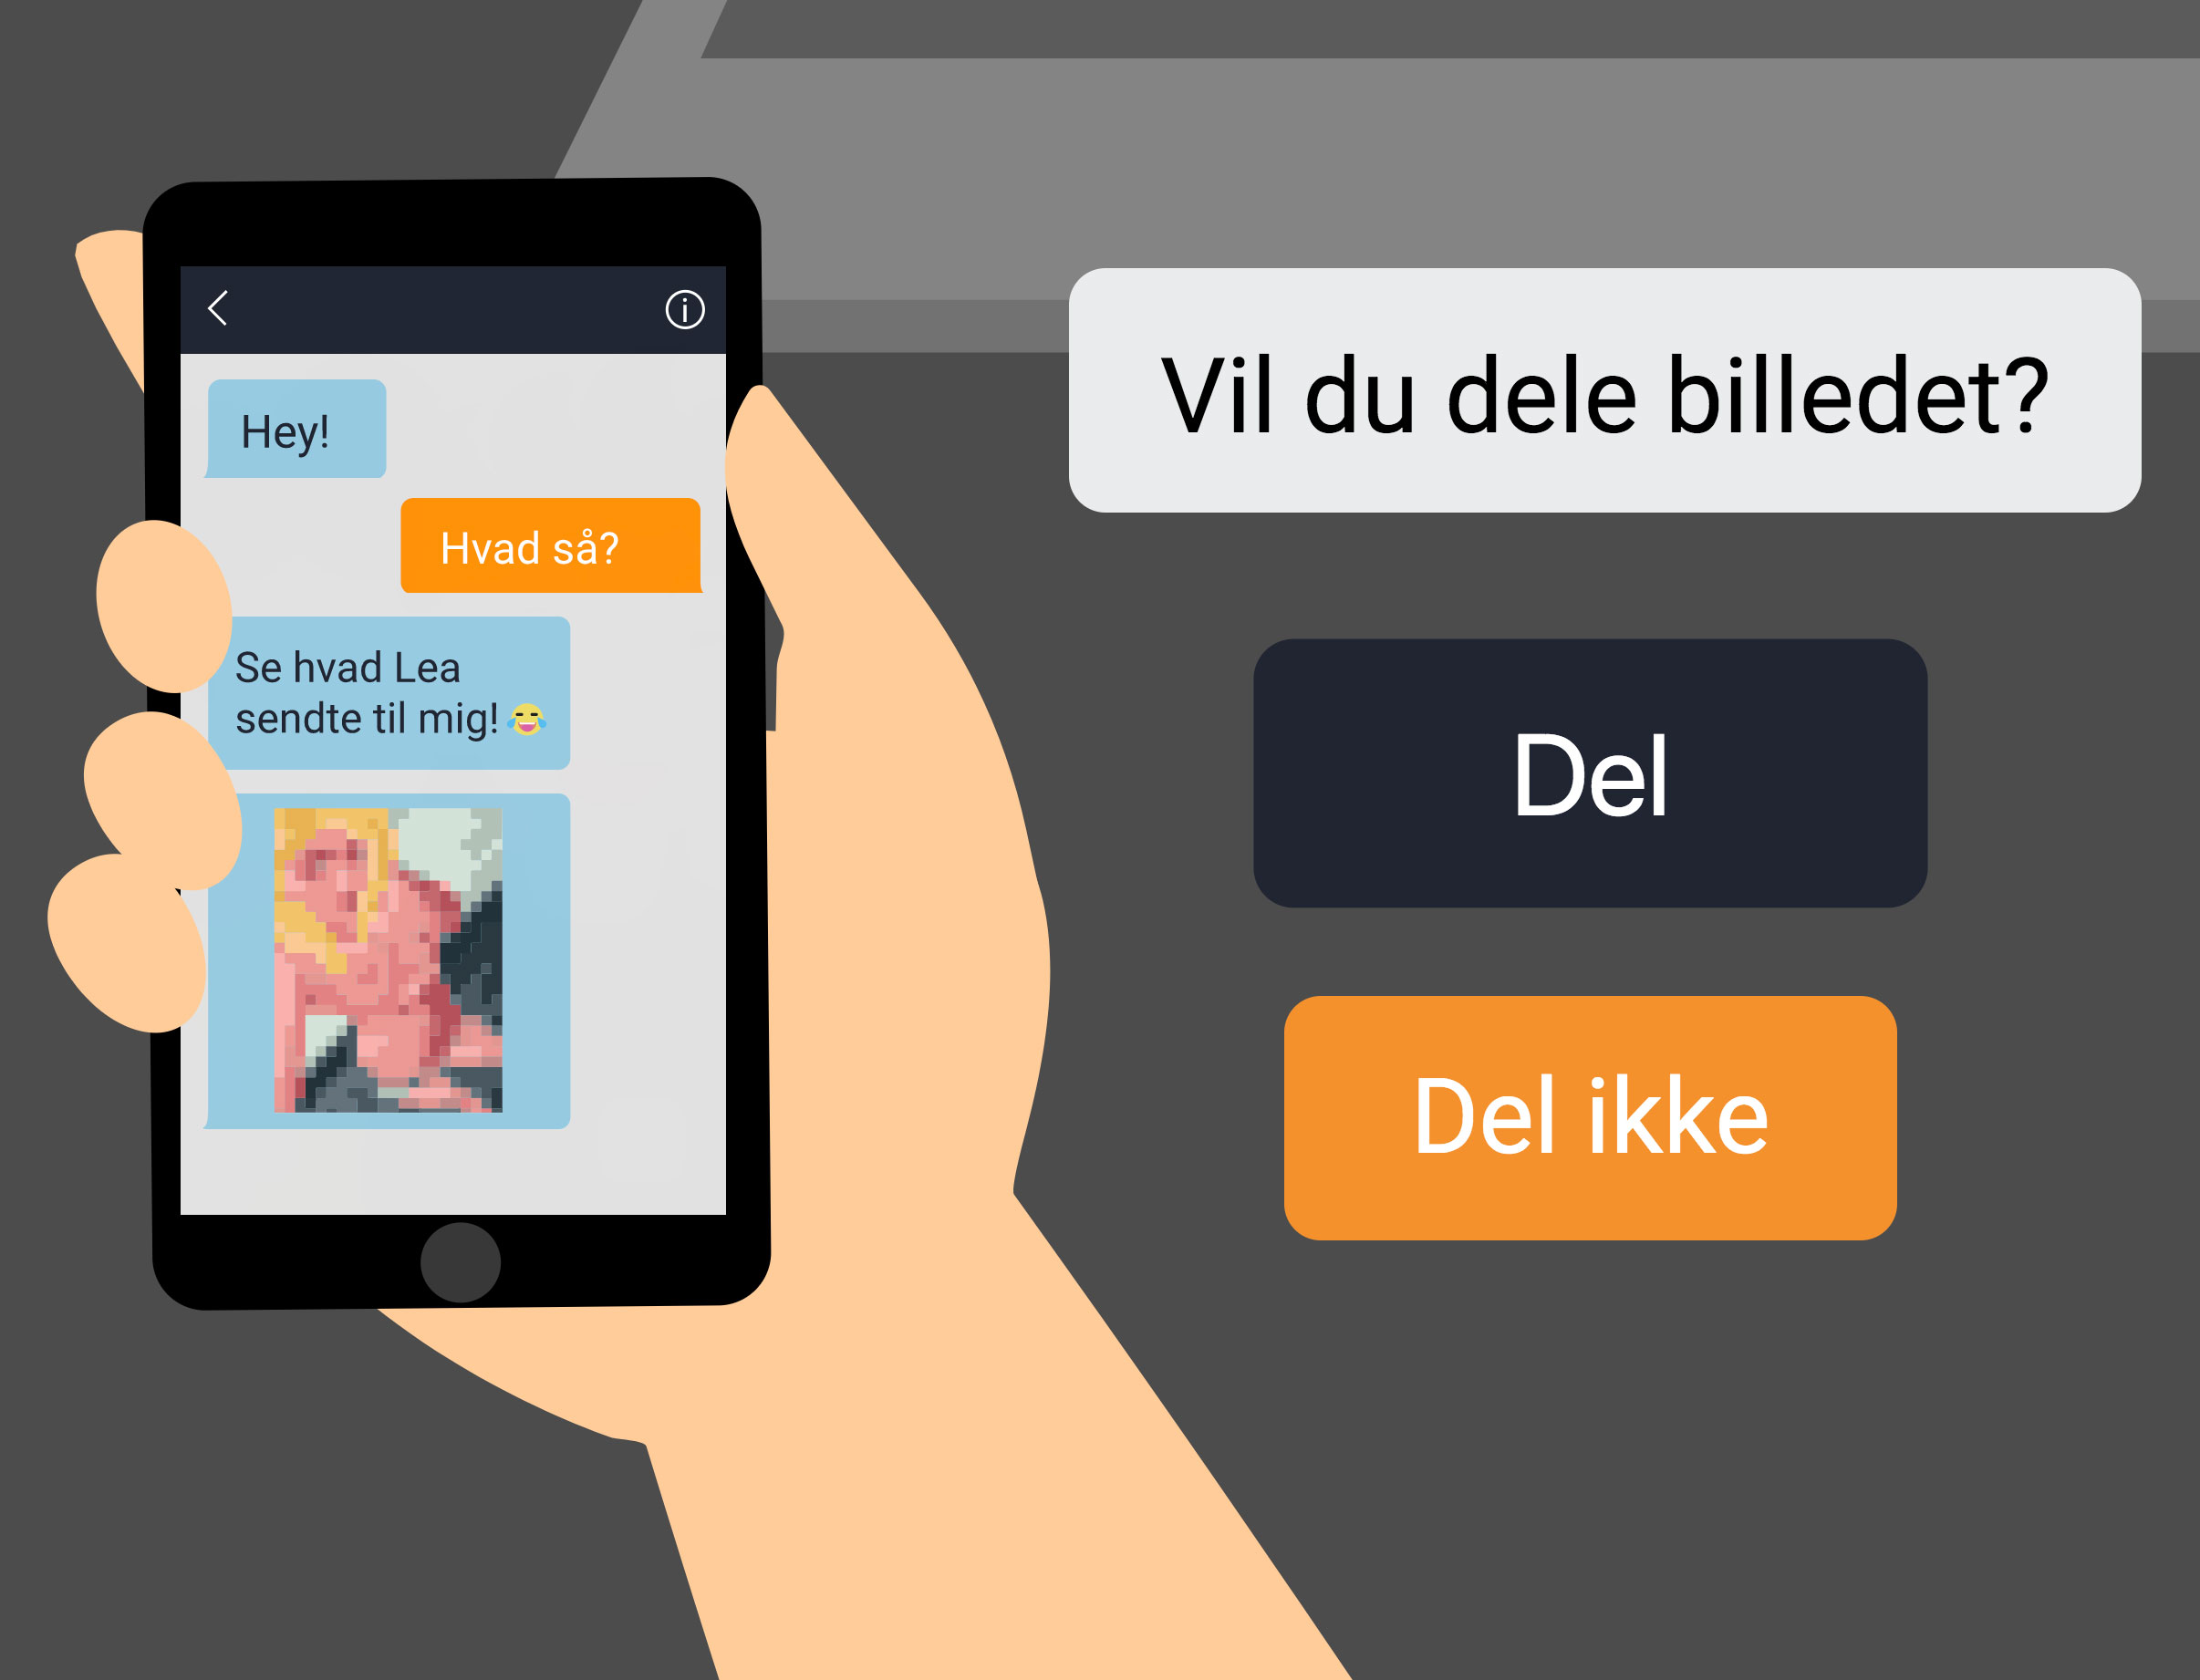 Hey!
Hvad så?
Se hvad Lea
sendte til mig! 😂
Vil du dele billedet?
Del
Del ikke